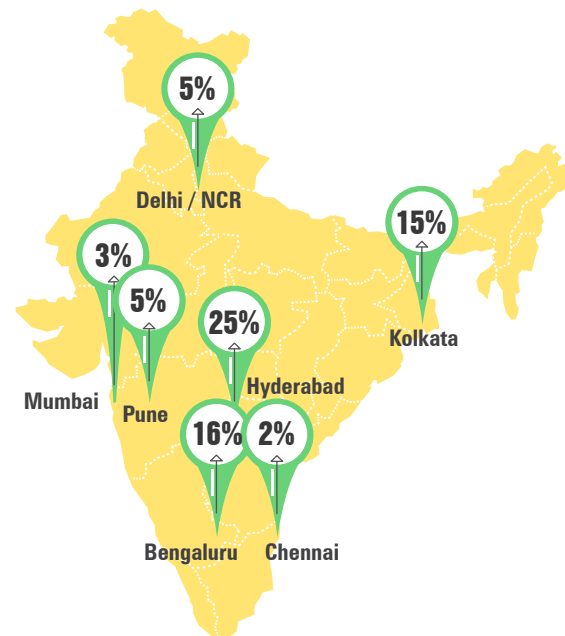 5%
Delhi / NCR
15%
Kolkata
3%
Mumbai
5%
Pune
25%
Hyderabad
16%
Bengaluru
2%
Chennai